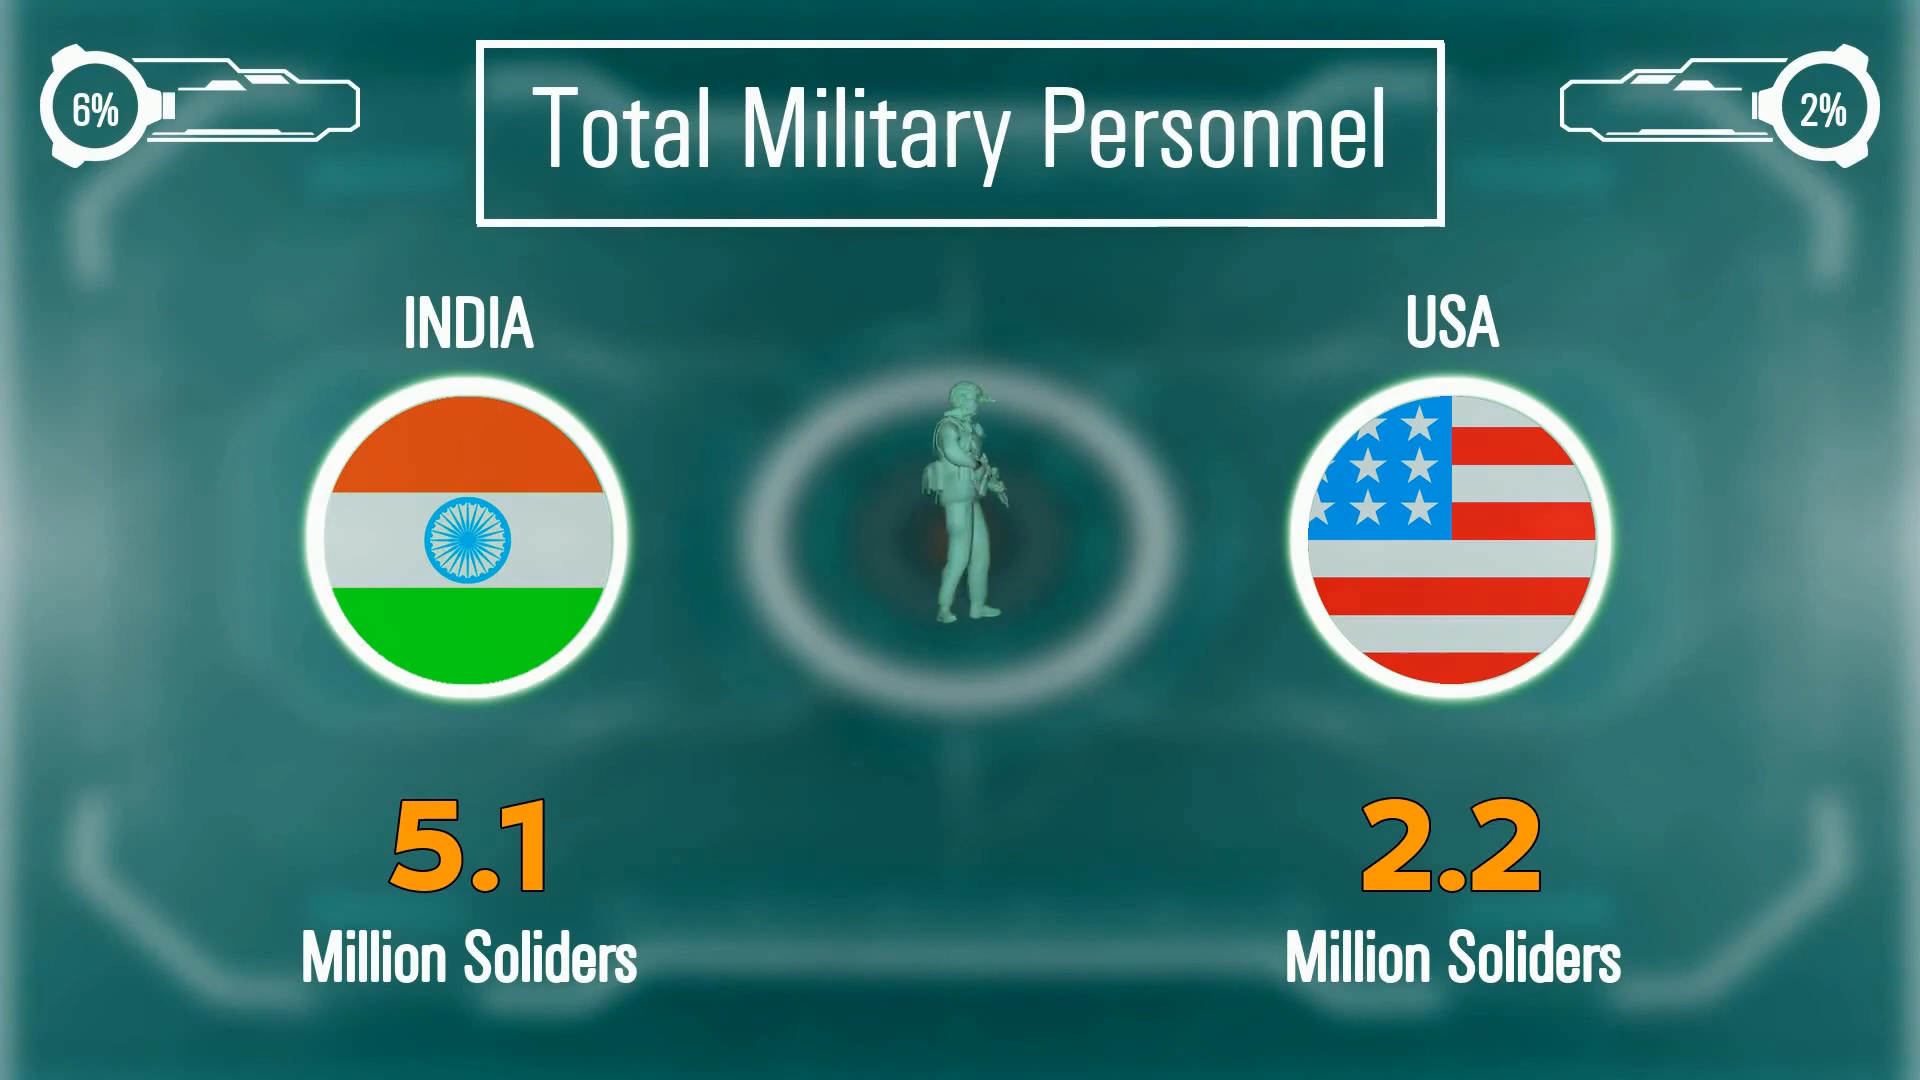 6%
Total Military Personnel
2%
INDIA
USA
5.1
2.2
Million Soliders
Million Soliders